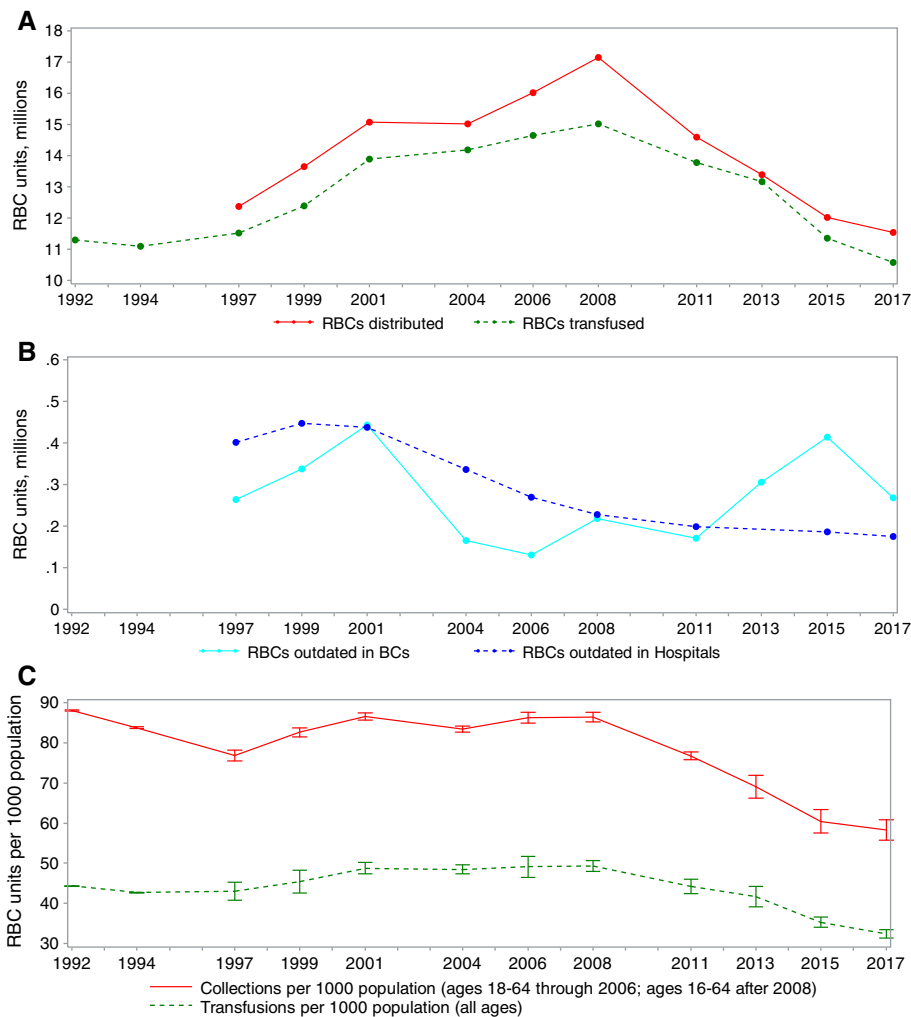 A
18
17
16
15
14
13
12
11
10
RBC units, millions
1992 1994 1997 1999 2001 2004 2006 2008 2011 2013 2015 2017
RBCs distributed RBCs transfused
B
.6
.5
.4
.3
.2
.1
0
RBC units, millions
1992 1994 1997 1999 2001 2004 2006 2008 2011 2013 2015 2017
RBCs outdated in BCs RBCs outdated in Hospitals
C
90
80
70
60
50
40
30
RBC units per 1000 population
1992 1994 1997 1999 2001 2004 2006 2008 2011 2013 2015 2017
Collections per 1000 population (ages 18-64 through 2006; ages 16-64 after 2008)
Transfusions per 1000 population (all ages)